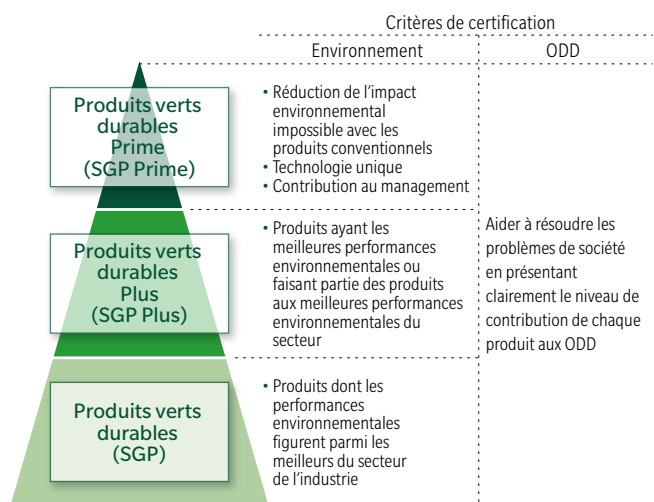 Critères de certification
Environnement
ODD
Produits verts
durables
Prime
(SGP Prime)
• Réduction de l'impact
environnemental
impossible avec les
produits conventionnels
• Technologie unique
• Contribution au management
Produits verts
durables
Plus
(SGP Plus)
• Produits ayant les
meilleures performances
environnementales ou
faisant partie des produits
aux meilleures performances
environnementales du
secteur
Aider à résoudre les
problèmes de société
en présentant
clairement le niveau de
contribution de chaque
produit aux ODD
Produits verts
durables
(SGP)
• Produits dont les
performances
environnementales
figurent parmi les
meilleurs du secteur
de l'industrie